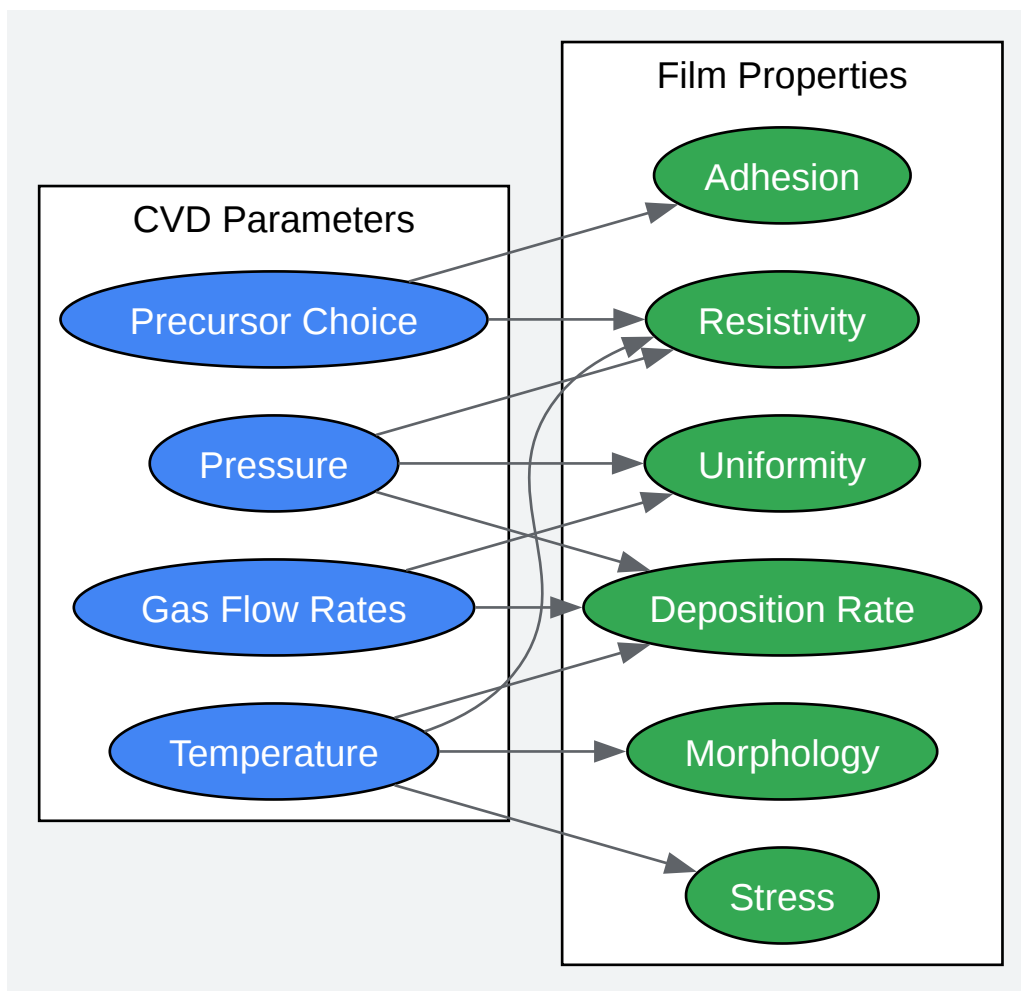 CVD Parameters
Precursor Choice
Pressure
Gas Flow Rates
Temperature
Film Properties
Adhesion
Resistivity
Uniformity
Deposition Rate
Morphology
Stress